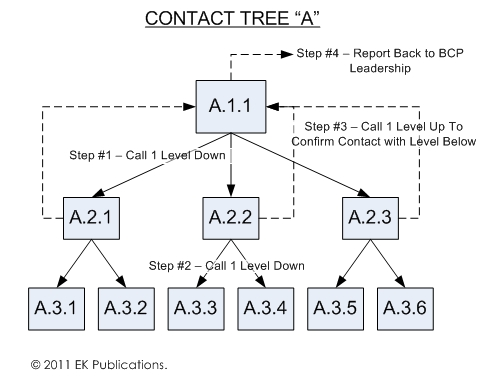 CONTACT TREE “A”
Step #4 – Report Back to BCP
Leadership
A.1.1
Step #3 – Call 1 Level Up To
Confirm Contact with Level Below
Step #1 – Call 1 Level Down
A.2.1
A.2.2
A.2.3
Step #2 – Call 1 Level Down
A.3.1
A.3.2
A.3.3
A.3.4
A.3.5
A.3.6
© 2011 EK Publications.